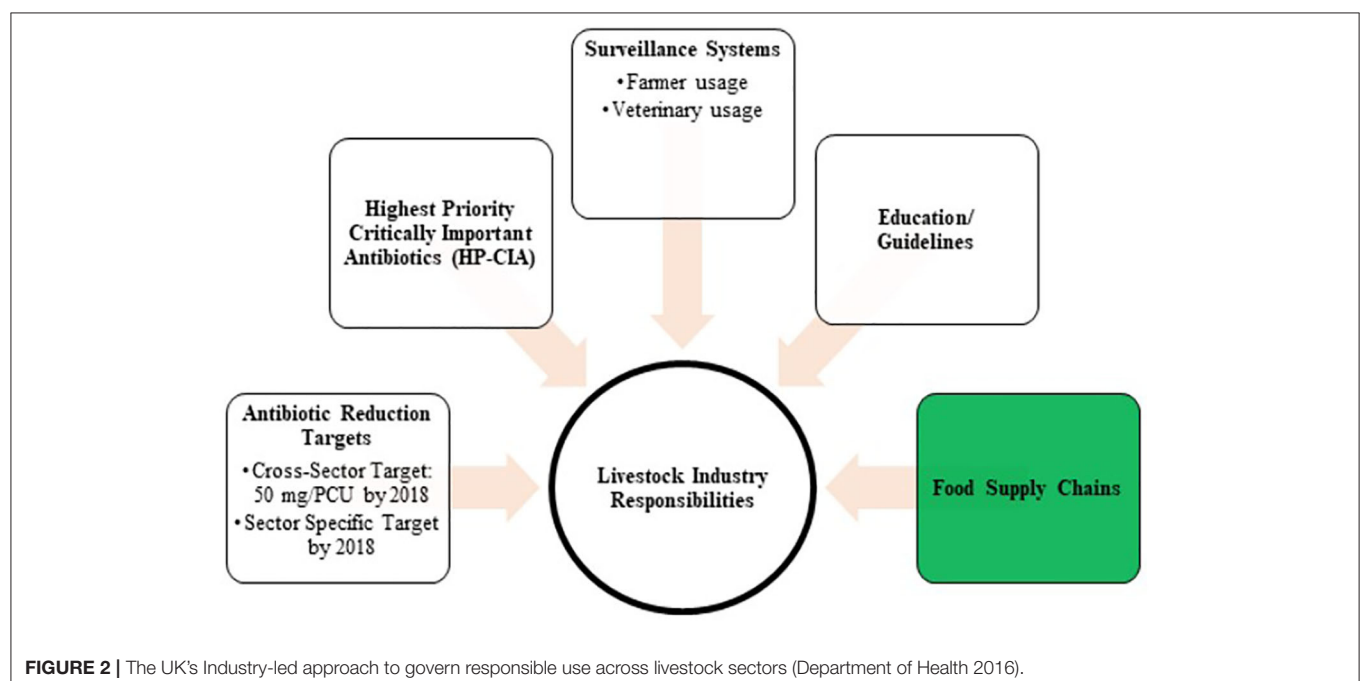 Surveillance Systems
•Farmer usage
•Veterinary usage
Highest Priority
Critically Important
Antibiotics (HP-CIA)
Education/
Guidelines
Antibiotic Reduction
Targets
•Cross-Sector Target:
50 mg/PCU by 2018
•Sector Specific Target
by 2018
Livestock Industry
Responsibilities
Food Supply Chains
FIGURE 2 | The UK's Industry-led approach to govern responsible use across livestock sectors (Department of Health 2016).